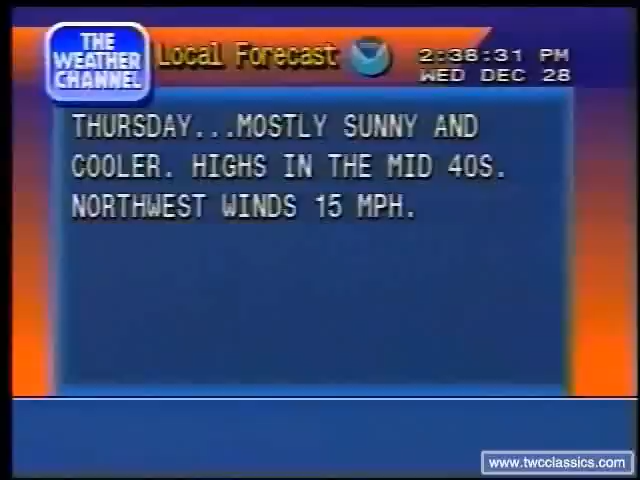 THE
WEATHER
CHANNEL
Local Forecast
2:38:31 PM
WED DEC 28
THURSDAY...MOSTLY SUNNY AND
COOLER. HIGHS IN THE MID 40S.
NORTHWEST WINDS 15 MPH.
www.twcclassics.com